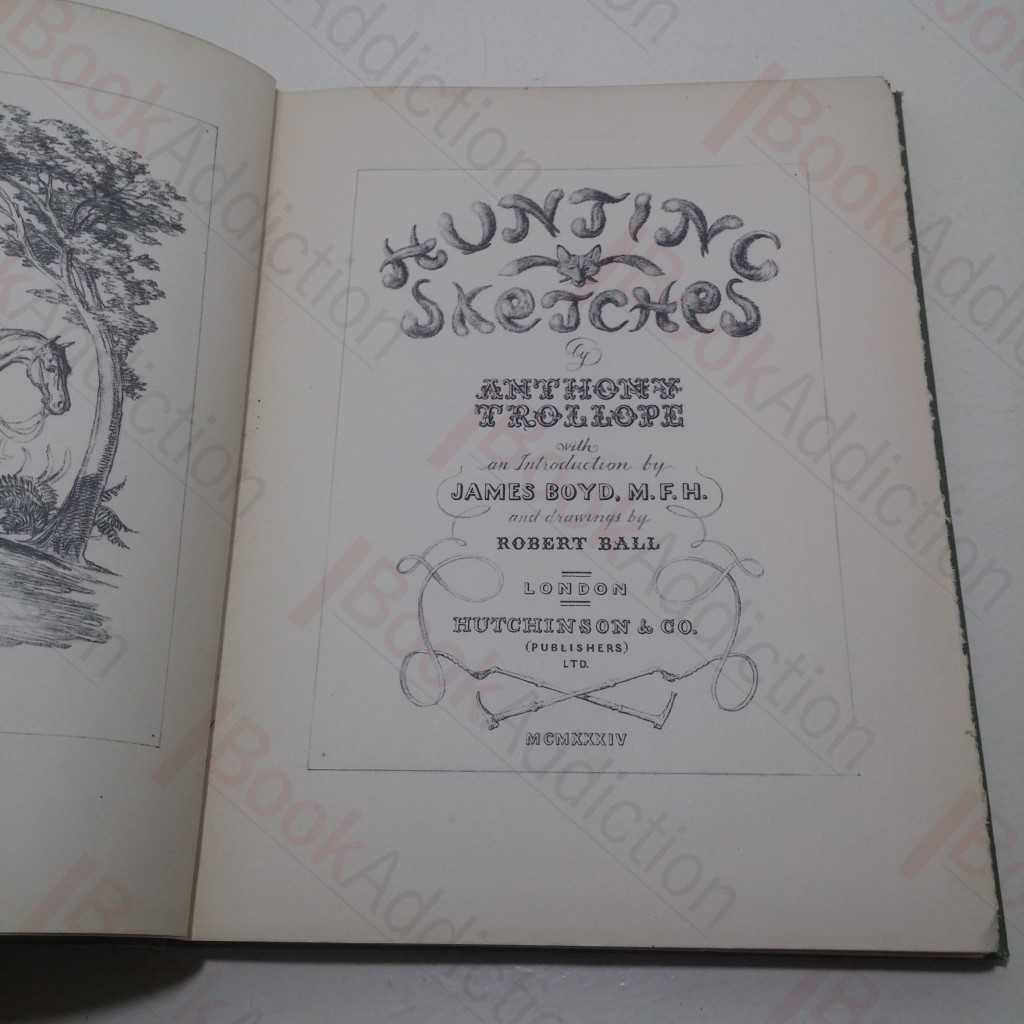 HUNTING
SKETCHES
by
ANTHONY
TROLLOPE
with
an Introduction by
JAMES BOYD, M.F.H.
and drawings by
ROBERT BALL
LONDON
HUTCHINSON & CO.
(PUBLISHERS)
LTD.
MCMXXXIV
BookAddiction